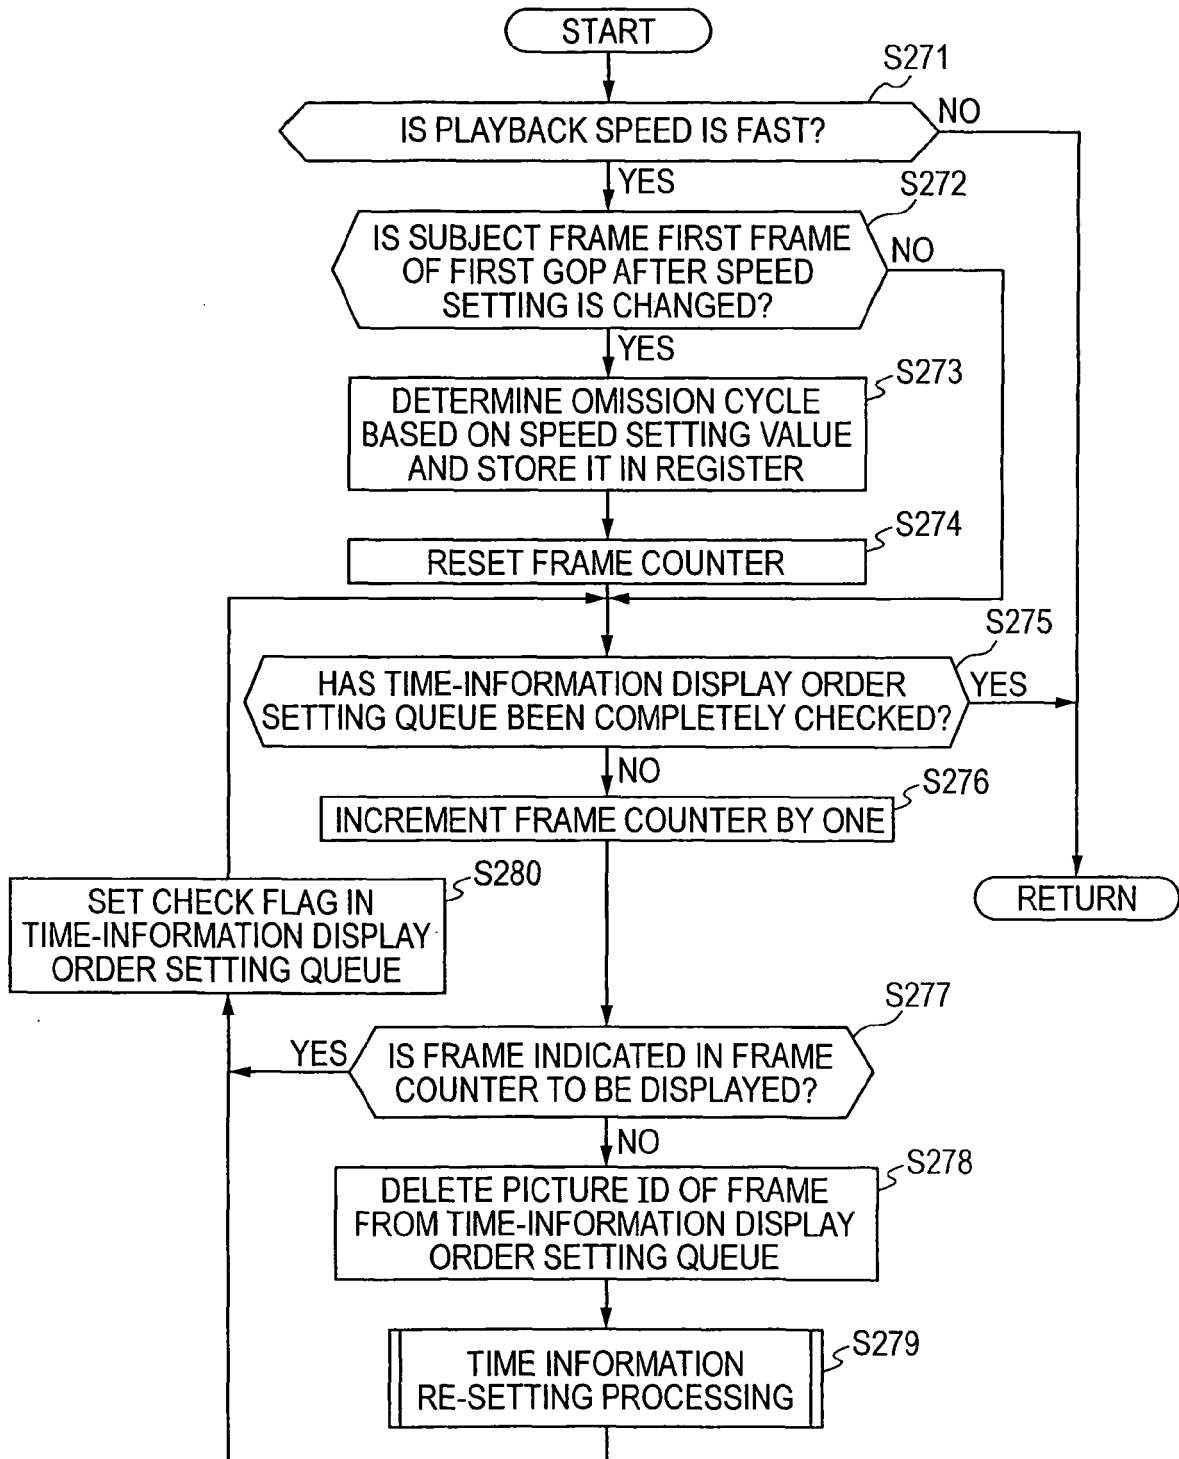 START
S271
IS PLAYBACK SPEED IS FAST?
NO
YES
S272
IS SUBJECT FRAME FIRST FRAME
OF FIRST GOP AFTER SPEED
SETTING IS CHANGED?
NO
YES
S273
DETERMINE OMISSION CYCLE
BASED ON SPEED SETTING VALUE
AND STORE IT IN REGISTER
S274
RESET FRAME COUNTER
S275
HAS TIME-INFORMATION DISPLAY ORDER
SETTING QUEUE BEEN COMPLETELY CHECKED?
YES
NO
S276
INCREMENT FRAME COUNTER BY ONE
S280
SET CHECK FLAG IN
TIME-INFORMATION DISPLAY
ORDER SETTING QUEUE
RETURN
S277
YES
IS FRAME INDICATED IN FRAME
COUNTER TO BE DISPLAYED?
NO
S278
DELETE PICTURE ID OF FRAME
FROM TIME-INFORMATION DISPLAY
ORDER SETTING QUEUE
S279
TIME INFORMATION
RE-SETTING PROCESSING